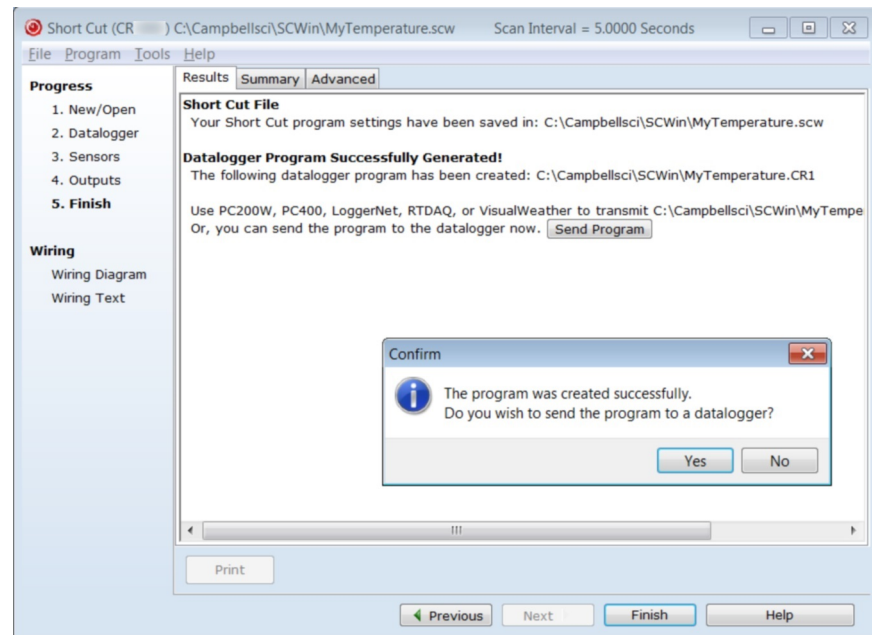 Short Cut (CR ) C:\Campbellsci\SCWin\MyTemperature.scw Scan Interval = 5.0000 Seconds
File Program Tools Help
Progress
1. New/Open
2. Datalogger
3. Sensors
4. Outputs
5. Finish
Wiring
Wiring Diagram
Wiring Text
Results Summary Advanced
Short Cut File
Your Short Cut program settings have been saved in: C:\Campbellsci\SCWin\MyTemperature.scw
Datalogger Program Successfully Generated!
The following datalogger program has been created: C:\Campbellsci\SCWin\MyTemperature.CR1
Use PC200W, PC400, LoggerNet, RTDAQ, or VisualWeather to transmit C:\Campbellsci\SCWin\MyTempe
Or, you can send the program to the datalogger now. Send Program
Confirm
The program was created successfully.
Do you wish to send the program to a datalogger?
Yes No
Print
Previous Next Finish Help